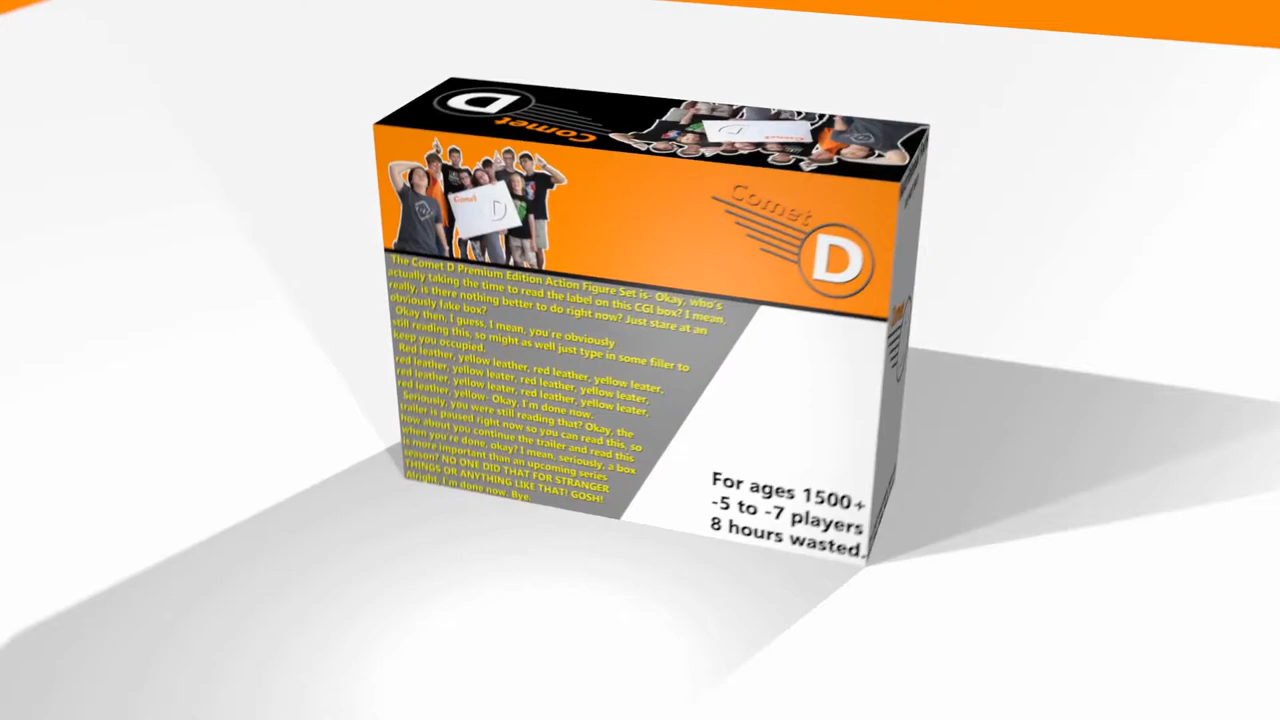 D
Comet
Comet
D
Comet
D
Comet
D
The Comet D Premium Edition Action Figure Set is- Okay, who's
actually taking the time to read the label on this CGI box? I mean,
really, is there nothing better to do right now? Just stare at an
obviously fake box?
Okay then, I guess, I mean, you're obviously
still reading this, so might as well just type in some filler to
keep you occupied.
Red leather, yellow leather, red leather, yellow leater,
red leather, yellow leater, red leather, yellow leater,
red leather, yellow leater, red leather, yellow leater,
red leather, yellow- Okay, I'm done now.
Seriously, you were still reading that? Okay, the
trailer is paused right now so you can read this, so
how about you continue the trailer and read this
when you're done, okay? I mean, seriously, a box
is more important than an upcoming series
season? NO ONE DID THAT FOR STRANGER
THINGS OR ANYTHING LIKE THAT! GOSH!
Alright, I'm done now. Bye.
For ages 1500+
-5 to -7 players
8 hours wasted.